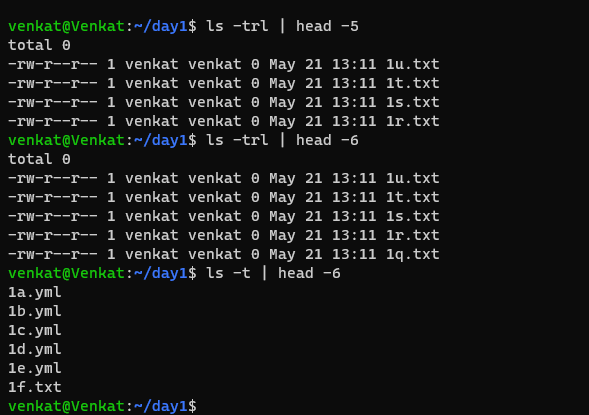 venkat@Venkat:~/day1$ ls -trl | head -5
total 0
-rw-r--r-- 1 venkat venkat 0 May 21 13:11 1u.txt
-rw-r--r-- 1 venkat venkat 0 May 21 13:11 1t.txt
-rw-r--r-- 1 venkat venkat 0 May 21 13:11 1s.txt
-rw-r--r-- 1 venkat venkat 0 May 21 13:11 1r.txt
venkat@Venkat:~/day1$ ls -trl | head -6
total 0
-rw-r--r-- 1 venkat venkat 0 May 21 13:11 1u.txt
-rw-r--r-- 1 venkat venkat 0 May 21 13:11 1t.txt
-rw-r--r-- 1 venkat venkat 0 May 21 13:11 1s.txt
-rw-r--r-- 1 venkat venkat 0 May 21 13:11 1r.txt
-rw-r--r-- 1 venkat venkat 0 May 21 13:11 1q.txt
venkat@Venkat:~/day1$ ls -t | head -6
1a.yml
1b.yml
1c.yml
1d.yml
1e.yml
1f.txt
venkat@Venkat:~/day1$